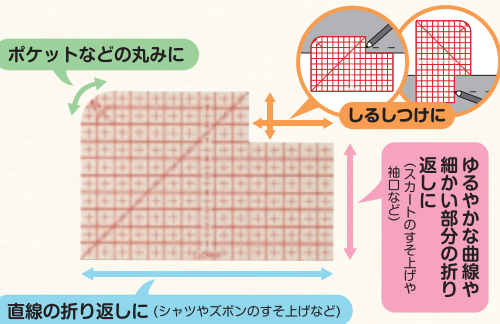 ポケットなどの丸みに
しるしつけに
ゆるやかな曲線や
細かい部分の折り
返しに
（スカートのすそ上げや
袖口など）
直線の折り返しに（シャツやズボンのすそ上げなど）